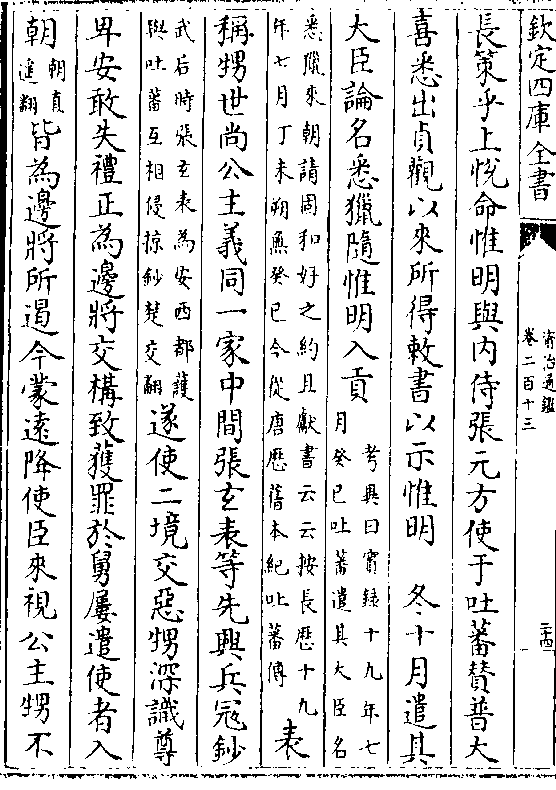 欽定四庫全書
資治通鑑
卷二百十三
二十四
長策乎上悅命惟明與内侍張元方使于吐蕃賛普大
喜悉出貞觀以來所得敕書以示惟明　冬十月遣其
大臣論名悉獵隨惟明入貢
考異曰實録十九年七
月癸巳吐蕃遣其大臣名
悉獵來朝請固和好之約且獻書云云按長歴十九
年七月丁未朔無癸巳今從唐歴舊本紀吐蕃傳
表
稱甥世尚公主義同一家中間張玄表等先興兵冦鈔
武后時張玄表為安西都䕶
與吐蕃互相侵掠鈔楚交翻
遂使二境交惡甥深識尊
卑安敢失禮正為邊將交構致獲罪於舅屢遣使者入
朝
朝直
遥翻
皆為邊將所遏今蒙遠降使臣來視公主甥不